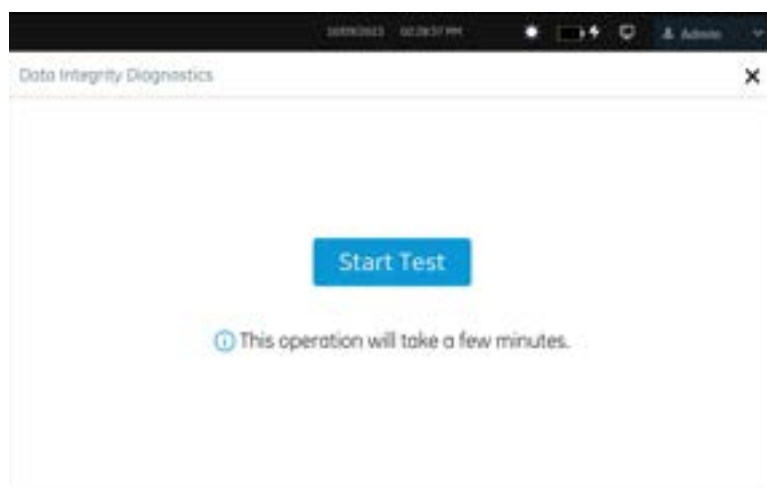 Admin
Data Integrity Diagnostics
Start Test
This operation will take a few minutes.